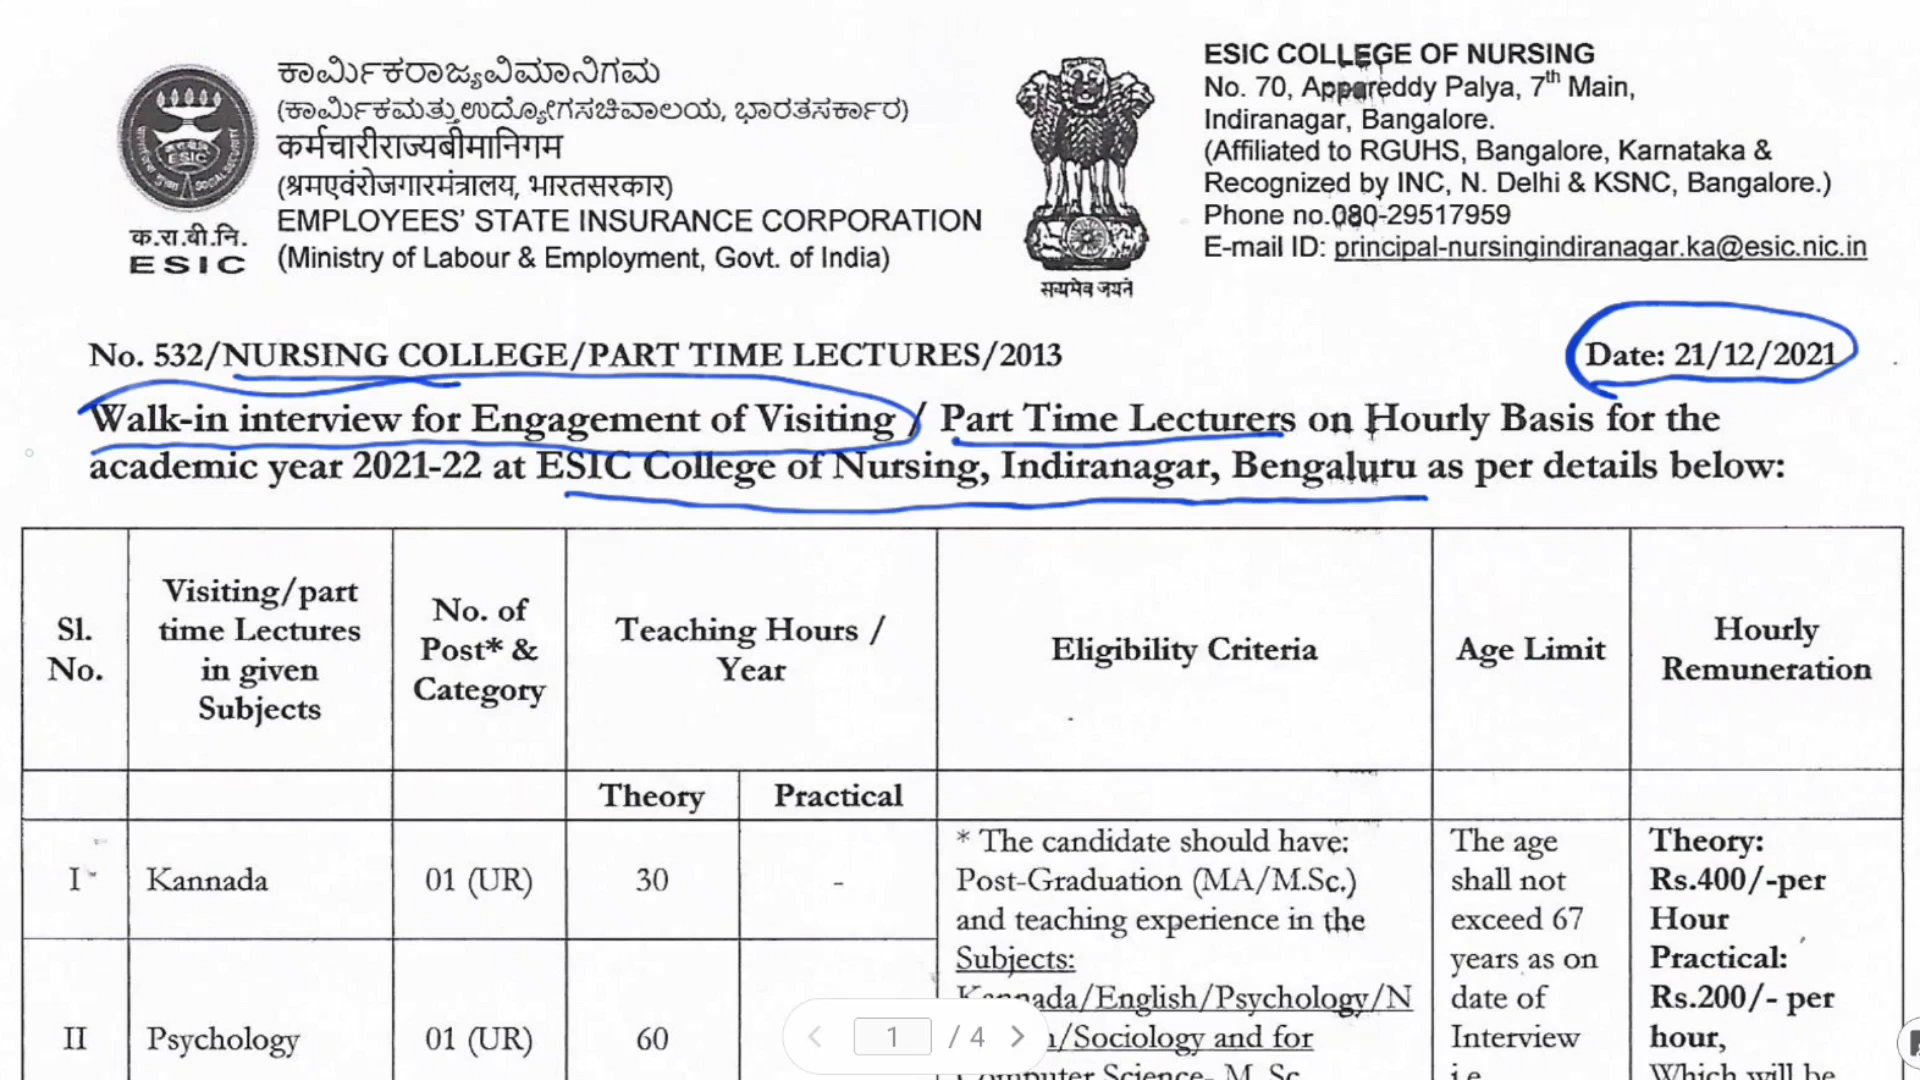 ಕಾರ್ಮಿಕರಾಜ್ಯವಿಮಾನಿಗಮ
(ಕಾರ್ಮಿಕಮತ್ತುಉದ್ಯೋಗಸಚಿವಾಲಯ, ಭಾರತಸರ್ಕಾರ)
कर्मचारीराज्यबीमानिगम
(श्रमएवंरोजगारमंत्रालय, भारतसरकार)
EMPLOYEES' STATE INSURANCE CORPORATION
(Ministry of Labour & Employment, Govt. of India)
क.रा.बी.नि.
ESIC
सत्यमेव जयते
ESIC COLLEGE OF NURSING
No. 70, Appareddy Palya, 7th Main,
Indiranagar, Bangalore.
(Affiliated to RGUHS, Bangalore, Karnataka &
Recognized by INC, N. Delhi & KSNC, Bangalore.)
Phone no.080-29517959
E-mail ID: principal-nursingindiranagar.ka@esic.nic.in
No. 532/NURSING COLLEGE/PART TIME LECTURES/2013 Date: 21/12/2021
Walk-in interview for Engagement of Visiting / Part Time Lecturers on Hourly Basis for the
academic year 2021-22 at ESIC College of Nursing, Indiranagar, Bengaluru as per details below:
Sl.
No.
Visiting/part
time Lectures
in given
Subjects
No. of
Post* &
Category
Teaching Hours /
Year
Eligibility Criteria
Age Limit
Hourly
Remuneration
Theory Practical
I Kannada 01 (UR) 30 -
II Psychology 01 (UR) 60
* The candidate should have:
Post-Graduation (MA/M.Sc.)
and teaching experience in the
Subjects:
Kannada/English/Psychology/N
/Sociology and for
Computer Science- M. Sc
The age
shall not
exceed 67
years as on
date of
Interview
i.e
Theory:
Rs.400/-per
Hour
Practical:
Rs.200/- per
hour,
Which will be
1 / 4